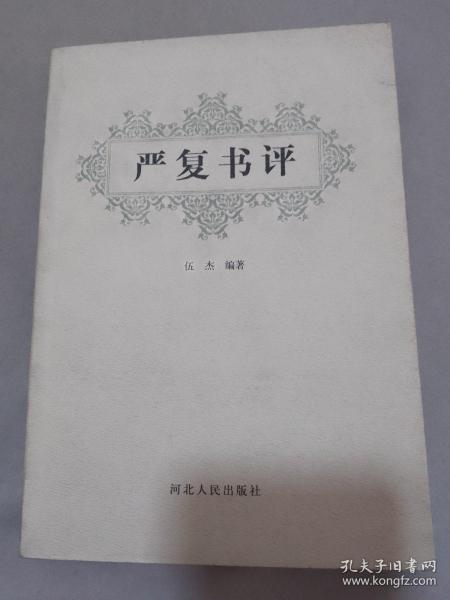 严复书评
伍 杰 编著
河北人民出版社
孔夫子旧书网
www.kongfz.com